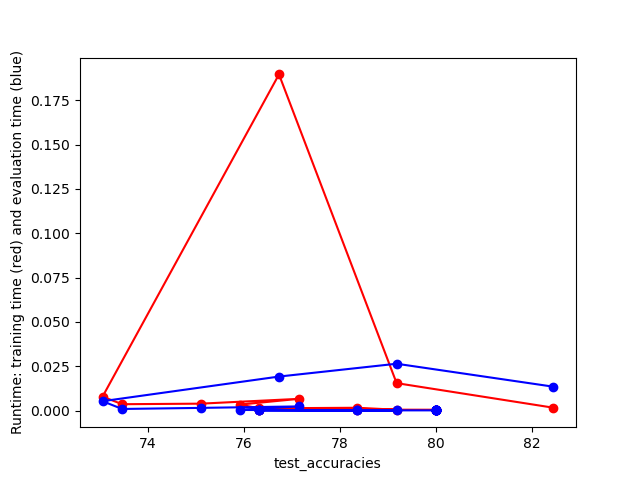 Runtime: training time (red) and evaluation time (blue)
0.175
0.150
0.125
0.100
0.075
0.050
0.025
0.000
74 76 78 80 82
test_accuracies